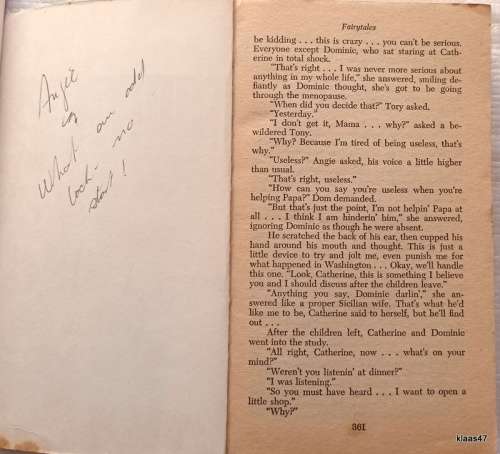 Angie
What an odd
look - no
Fairytales
be kidding . . . this is crazy . . . you can't be serious.
Everyone except Dominic, who sat staring at Cath-
erine in total shock.
"That's right . . . I was never more serious about
anything in my whole life," she answered, smiling de-
fiantly as Dominic thought, she's got to be going
through the menopause.
"When did you decide that?" Tory asked.
"Yesterday."
"I don't get it, Mama . . . why?" asked a be-
wildered Tony.
"Why? Because I'm tired of being useless, that's
why."
"Useless?" Angie asked, his voice a little higher
than usual.
"That's right, useless."
"How can you say you're useless when you're
helping Papa?" Dom demanded.
"But that's just the point, I'm not helpin' Papa at
all . . . I think I am hinderin' him," she answered,
ignoring Dominic as though he were absent.
He scratched the back of his ear, then cupped his
hand around his mouth and thought. This is just a
little device to try and jolt me, even punish me for
what happened in Washington . . . Okay, we'll handle
this one. "Look, Catherine, this is something I believe
you and I should discuss after the children leave."
"Anything you say, Dominic darlin'," she an-
swered like a proper Sicilian wife. That's what he'd
like me to be, Catherine said to herself, but he'll find
out . . .
After the children left, Catherine and Dominic
went into the study.
"All right, Catherine, now . . . what's on your
mind?"
"Weren't you listenin' at dinner?"
"I was listening."
"So you must have heard . . . I want to open a
little shop."
"Why?"
361
klaas47